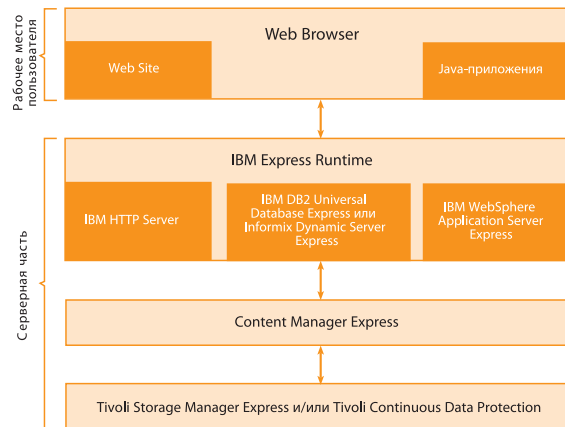 Рабочее место
пользователя
Web Browser
Web Site
Java-приложения
Серверная часть
IBM Express Runtime
IBM HTTP Server
IBM DB2 Universal
Database Express или
Informix Dynamic Server
Express
IBM WebSphere
Application Server
Express
Content Manager Express
Tivoli Storage Manager Express и/или Tivoli Continuous Data Protection